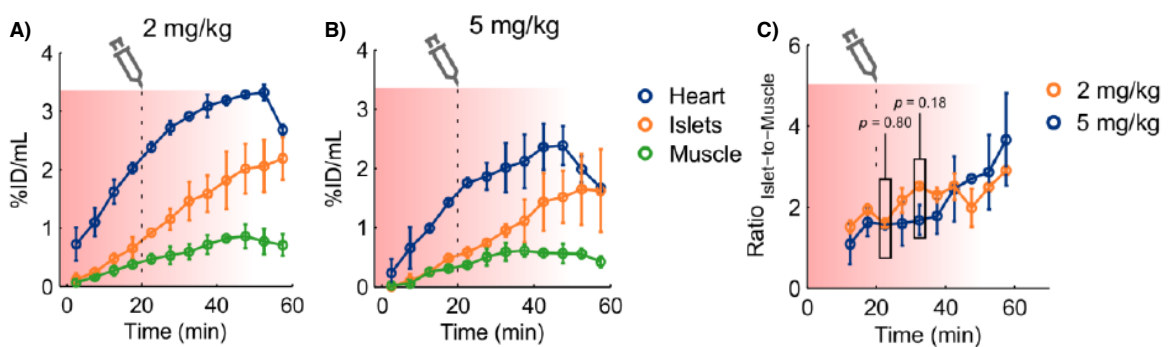 A)
2 mg/kg
%ID/mL
4
3
2
1
0
0
20
40
60
Time (min)
B)
5 mg/kg
%ID/mL
4
3
2
1
0
0
20
40
60
Time (min)
Heart
Islets
Muscle
C)
Ratio Islet-to-Muscle
6
4
2
0
p = 0.18
p = 0.80
0
20
40
60
Time (min)
2 mg/kg
5 mg/kg